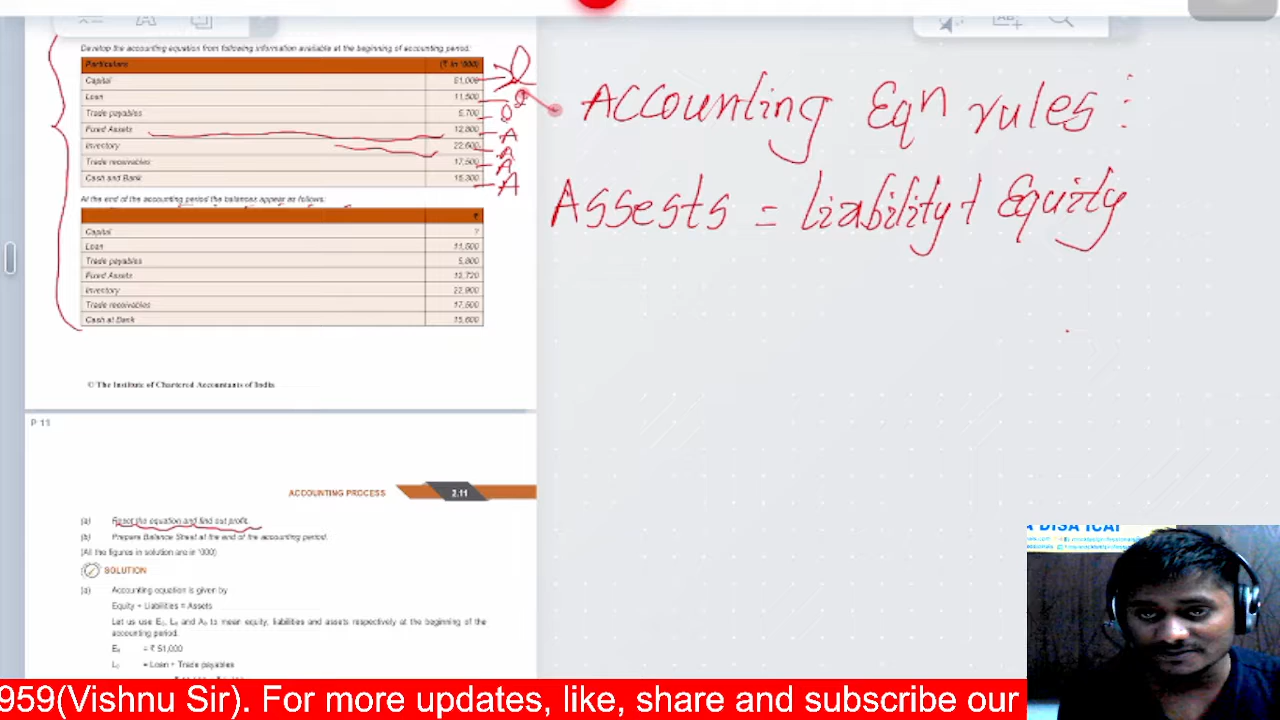 Develop the accounting equation from following information available at the beginning of accounting period:
Particulars (₹ in '000)
Capital 51,000
Loan 11,500
Trade payables 5,700
Fixed Assets 12,800
Inventory 22,600
Trade receivables 17,500
Cash and Bank 15,300
At the end of the accounting period the balances appear as follows:
₹
Capital ?
Loan 11,500
Trade payables 5,800
Fixed Assets 12,720
Inventory 22,900
Trade receivables 17,500
Cash at Bank 15,600
© The Institute of Chartered Accountants of India
P 11
ACCOUNTING PROCESS 2.11
(a) Reset the equation and find out profit.
(b) Prepare Balance Sheet at the end of the accounting period.
(All the figures in solution are in '000)
SOLUTION
(a) Accounting equation is given by
Equity + Liabilities = Assets
Let us use E₀, L₀ and A₀ to mean equity, liabilities and assets respectively at the beginning of the
accounting period.
E₀ = ₹ 51,000
L₀ = Loan + Trade payables
A
A
A
A
Accounting Eqn rules :
Assests = Liability + Equity
A DISA ICAI
959(Vishnu Sir). For more updates, like, share and subscribe our